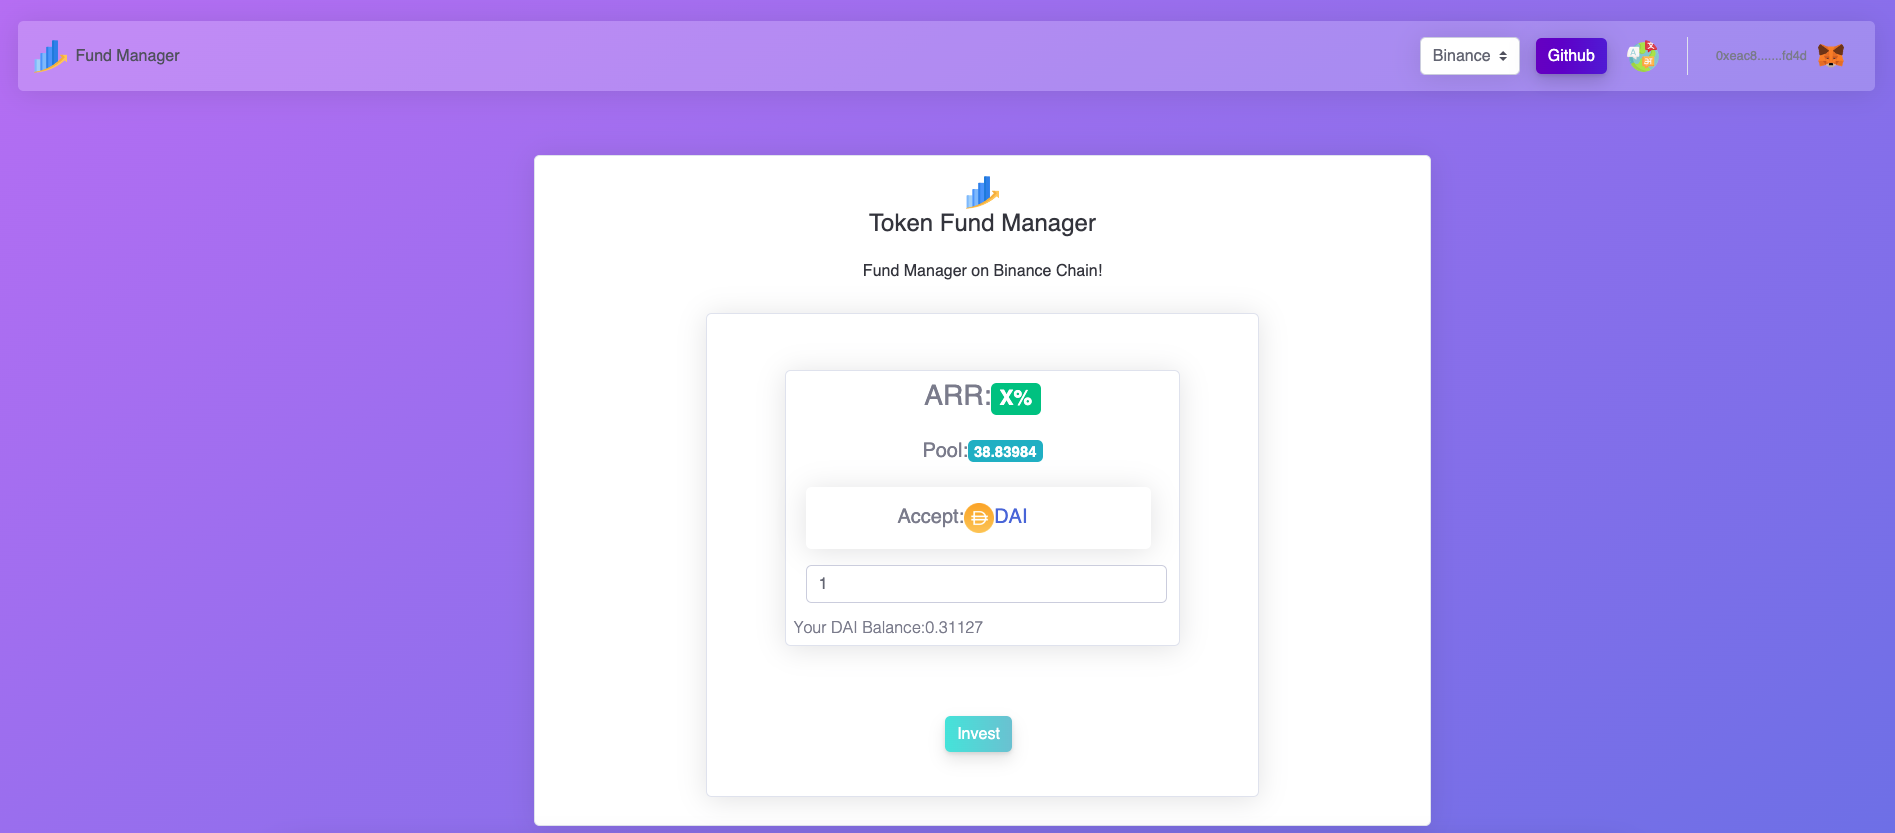 Fund Manager
Binance
Github
0xeac8.......fd4d
Token Fund Manager
Fund Manager on Binance Chain!
ARR:X%
Pool:38.83984
Accept:DAI
1
Your DAI Balance:0.31127
Invest